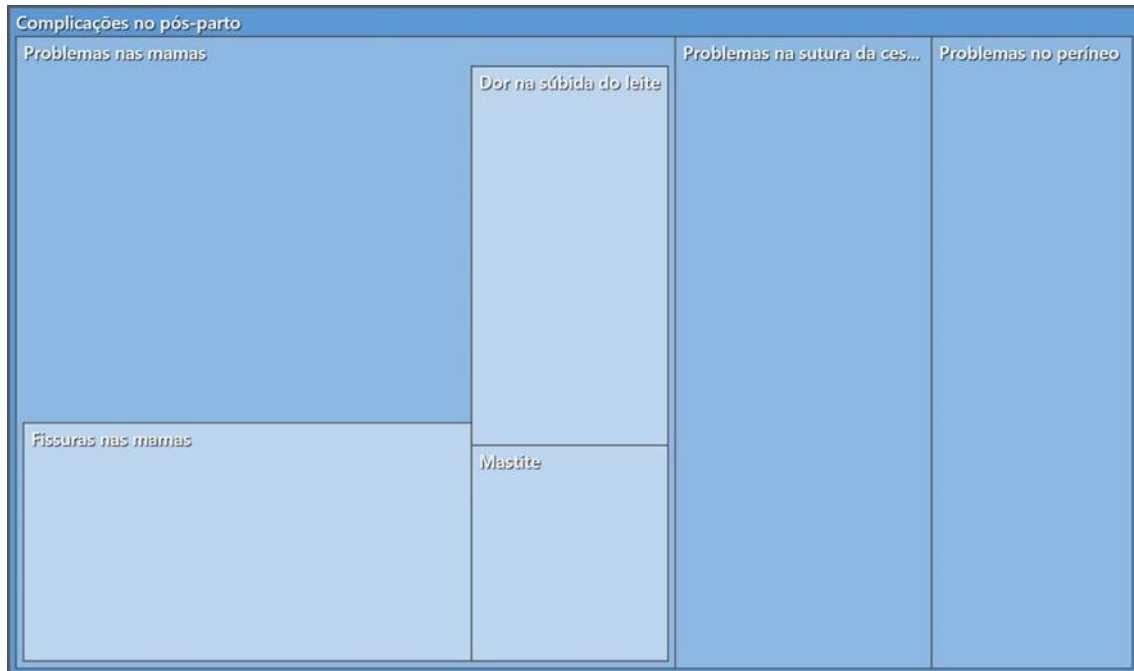 Complicações no pós-parto
Problemas nas mamas
Dor na súbida do leite
Fissuras nas mamas
Mastite
Problemas na sutura da ces...
Problemas no períneo